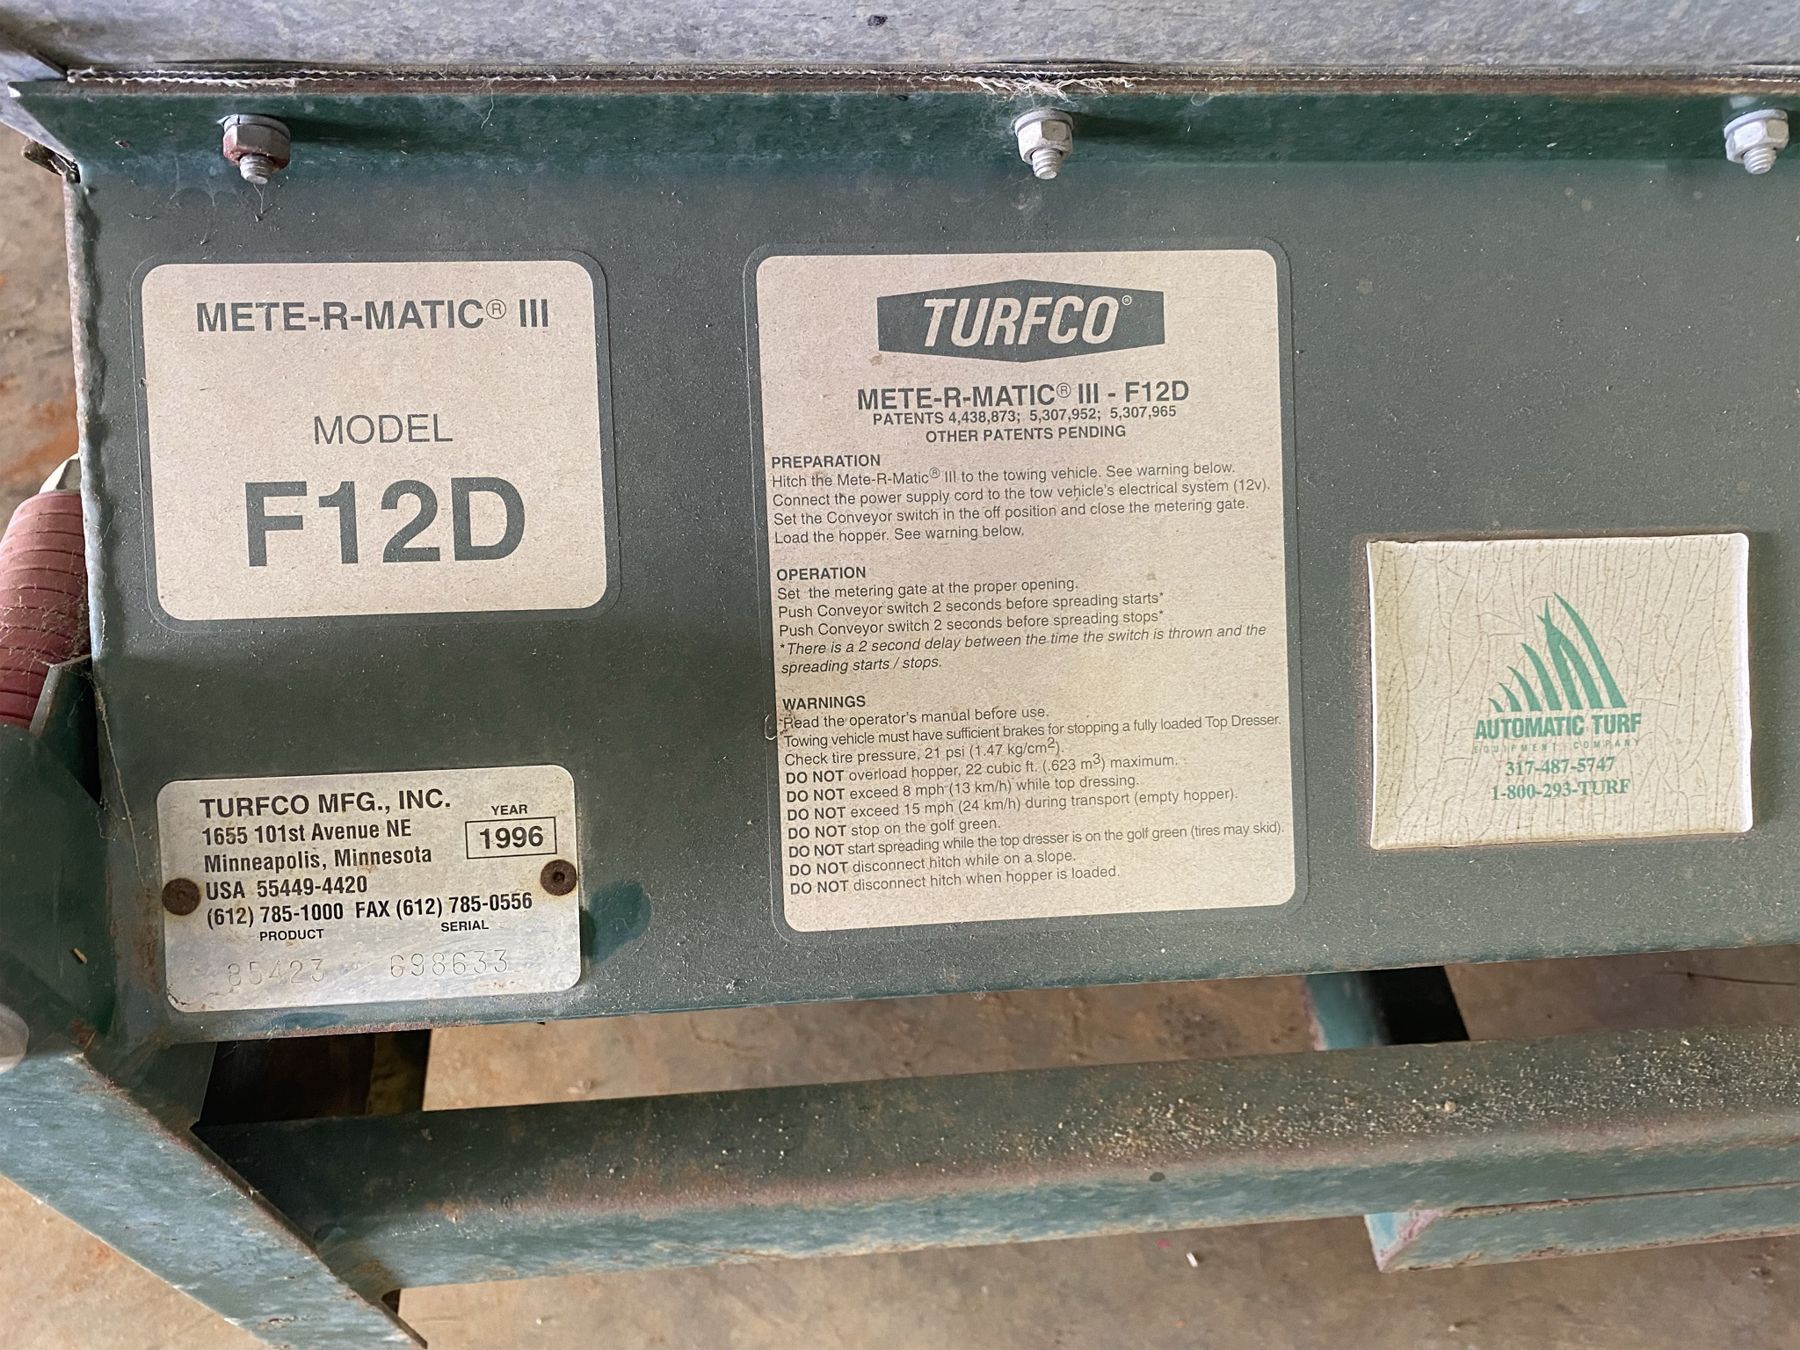 METE-R-MATIC® III
MODEL
F12D
TURFCO MFG., INC.
1655 101st Avenue NE
Minneapolis, Minnesota
USA 55449-4420
(612) 785-1000 FAX (612) 785-0556
YEAR
1996
PRODUCT
SERIAL
85423
G98633
TURFCO®
METE-R-MATIC® III - F12D
PATENTS 4,438,873; 5,307,952; 5,307,965
OTHER PATENTS PENDING
PREPARATION
Hitch the Mete-R-Matic® III to the towing vehicle. See warning below.
Connect the power supply cord to the tow vehicle's electrical system (12v).
Set the Conveyor switch in the off position and close the metering gate.
Load the hopper. See warning below.
OPERATION
Set the metering gate at the proper opening.
Push Conveyor switch 2 seconds before spreading starts*
Push Conveyor switch 2 seconds before spreading stops*
*There is a 2 second delay between the time the switch is thrown and the
spreading starts / stops.
WARNINGS
Read the operator's manual before use.
Towing vehicle must have sufficient brakes for stopping a fully loaded Top Dresser.
Check tire pressure, 21 psi (1.47 kg/cm²).
DO NOT overload hopper, 22 cubic ft. (.623 m³) maximum.
DO NOT exceed 8 mph (13 km/h) while top dressing.
DO NOT exceed 15 mph (24 km/h) during transport (empty hopper).
DO NOT stop on the golf green.
DO NOT start spreading while the top dresser is on the golf green (tires may skid).
DO NOT disconnect hitch while on a slope.
DO NOT disconnect hitch when hopper is loaded.
AUTOMATIC TURF
EQUIPMENT COMPANY
317-487-5747
1-800-293-TURF